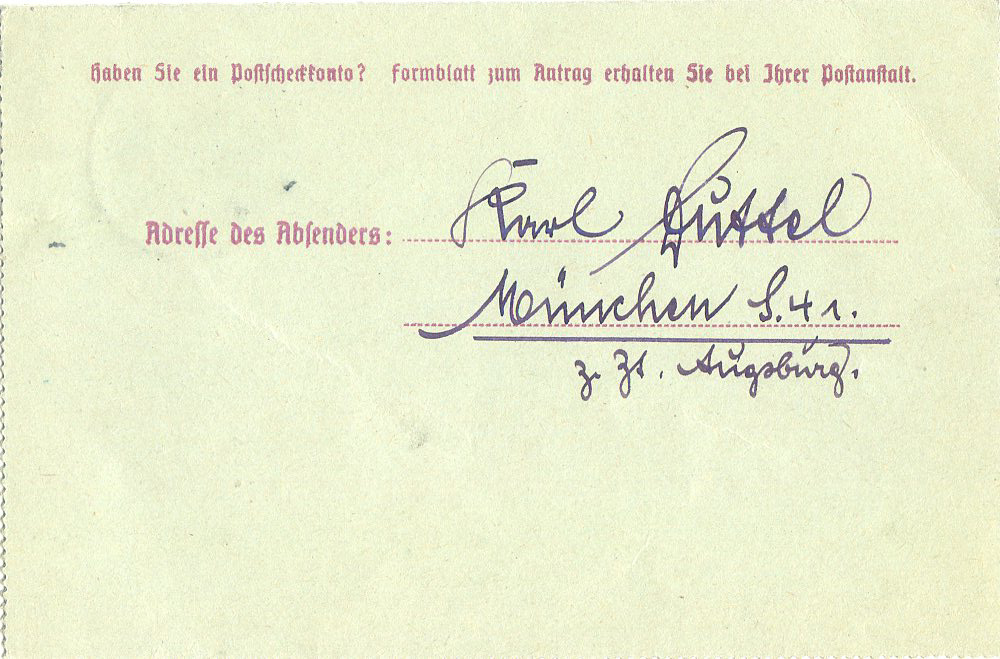 Haben Sie ein Postscheckkonto? Formblatt zum Antrag erhalten Sie bei Ihrer Postanstalt.
Adresse des Absenders: Karl
München S. 41.
z. Zt. Augsburg.